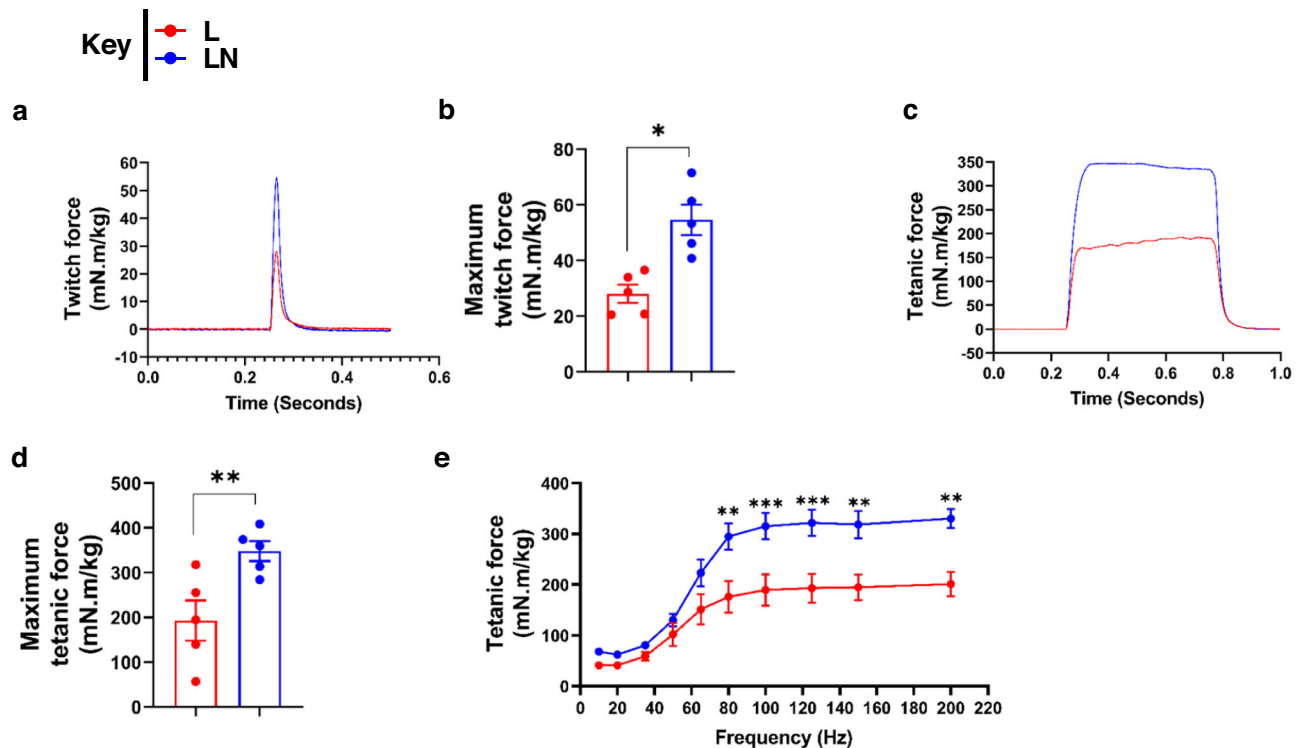 Key
L
LN
a
Twitch force
(mN.m/kg)
60
50
40
30
20
10
0
-10
0.0
0.2
0.4
0.6
Time (Seconds)
b
Maximum
twitch force
(mN.m/kg)
80
60
40
20
0
*
c
Tetanic force
(mN.m/kg)
350
300
250
200
150
100
50
0
-50
0.0
0.2
0.4
0.6
0.8
1.0
Time (Seconds)
d
Maximum
tetanic force
(mN.m/kg)
500
400
300
200
100
0
**
e
Tetanic force
(mN.m/kg)
400
300
200
100
0
** *** *** ** **
0 20 40 60 80 100 120 140 160 180 200 220
Frequency (Hz)